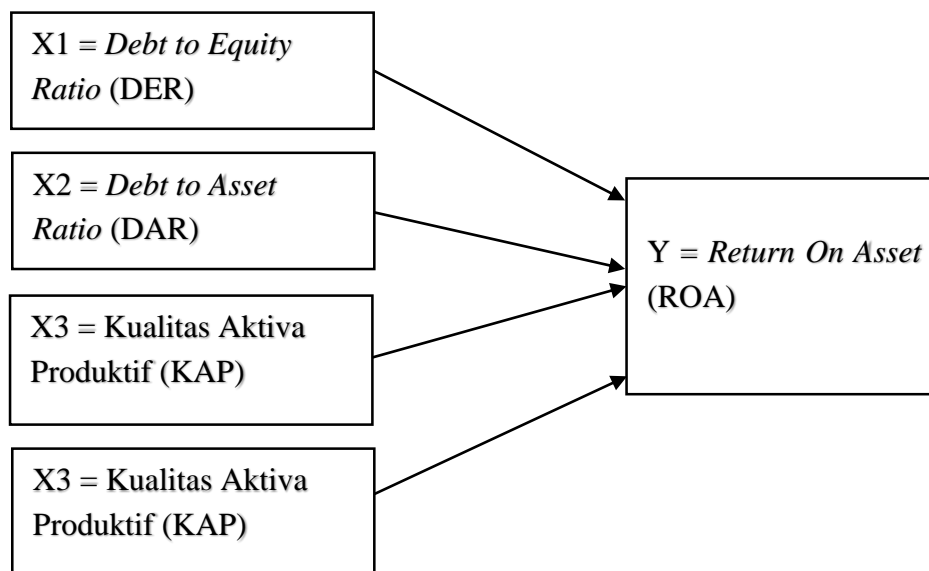 X1 = Debt to Equity
Ratio (DER)
X2 = Debt to Asset
Ratio (DAR)
Y = Return On Asset
(ROA)
X3 = Kualitas Aktiva
Produktif (KAP)
X3 = Kualitas Aktiva
Produktif (KAP)